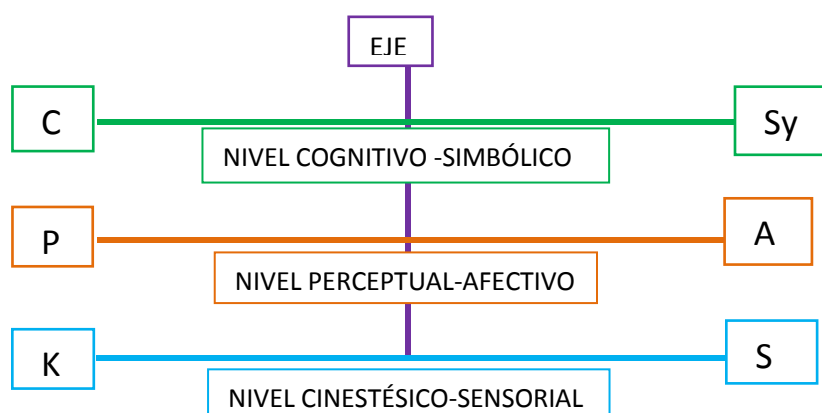 EJE
C
Sy
NIVEL COGNITIVO -SIMBÓLICO
P
A
NIVEL PERCEPTUAL-AFECTIVO
K
S
NIVEL CINESTÉSICO-SENSORIAL